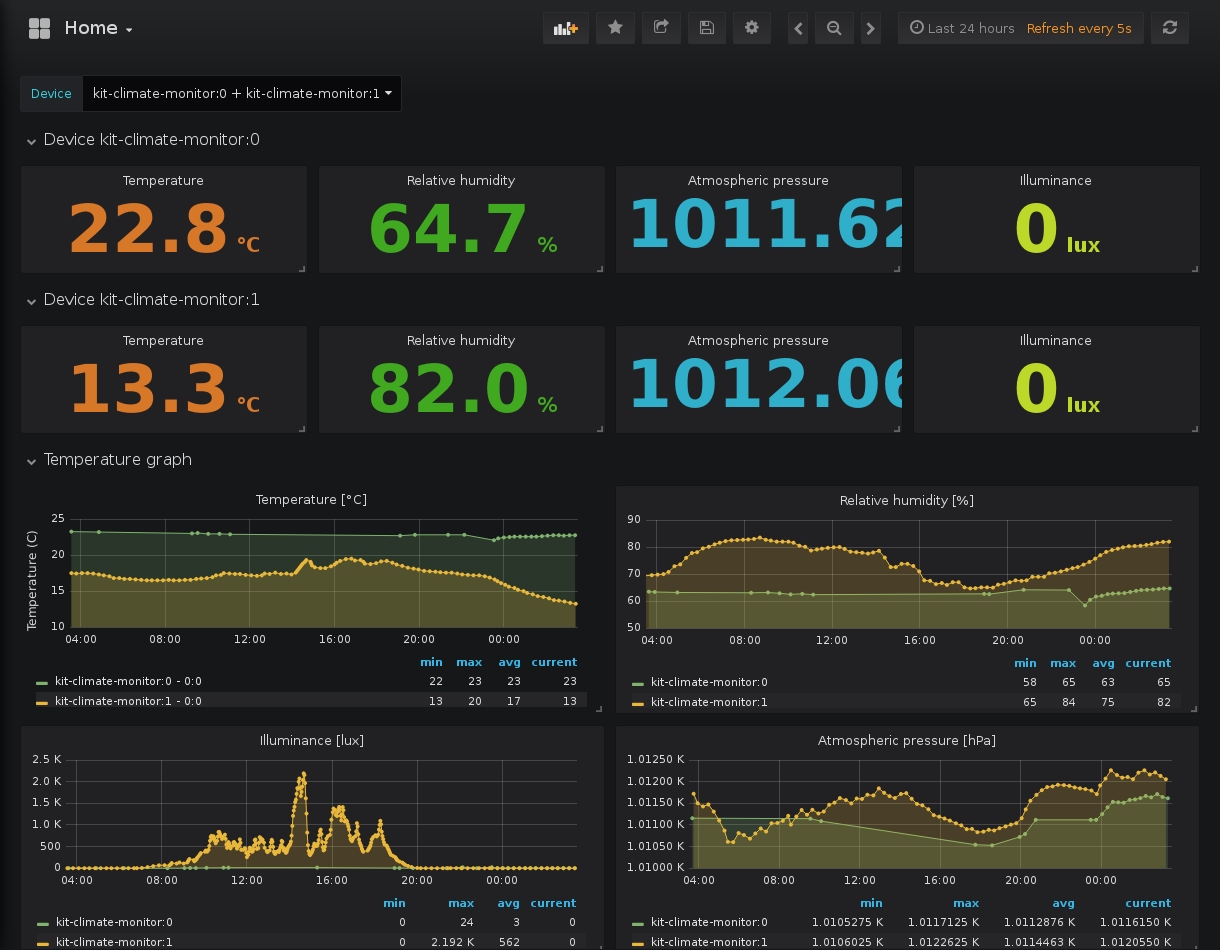 Home
Last 24 hours Refresh every 5s
Device kit-climate-monitor:0 + kit-climate-monitor:1
Device kit-climate-monitor:0
Temperature Relative humidity Atmospheric pressure Illuminance
22.8 °C 64.7 % 1011.62 0 lux
Device kit-climate-monitor:1
Temperature Relative humidity Atmospheric pressure Illuminance
13.3 °C 82.0 % 1012.06 0 lux
Temperature graph
Temperature [°C]
Temperature (C)
25
20
15
10
04:00 08:00 12:00 16:00 20:00 00:00
min max avg current
kit-climate-monitor:0 - 0:0 22 23 23 23
kit-climate-monitor:1 - 0:0 13 20 17 13
Relative humidity [%]
90
80
70
60
50
04:00 08:00 12:00 16:00 20:00 00:00
min max avg current
kit-climate-monitor:0 58 65 63 65
kit-climate-monitor:1 65 84 75 82
Illuminance [lux]
2.5 K
2.0 K
1.5 K
1.0 K
500
0
04:00 08:00 12:00 16:00 20:00 00:00
min max avg current
kit-climate-monitor:0 0 24 3 0
kit-climate-monitor:1 0 2.192 K 562 0
Atmospheric pressure [hPa]
1.01250 K
1.01200 K
1.01150 K
1.01100 K
1.01050 K
1.01000 K
04:00 08:00 12:00 16:00 20:00 00:00
min max avg current
kit-climate-monitor:0 1.0105275 K 1.0117125 K 1.0112876 K 1.0116150 K
kit-climate-monitor:1 1.0106025 K 1.0122625 K 1.0114463 K 1.0120550 K